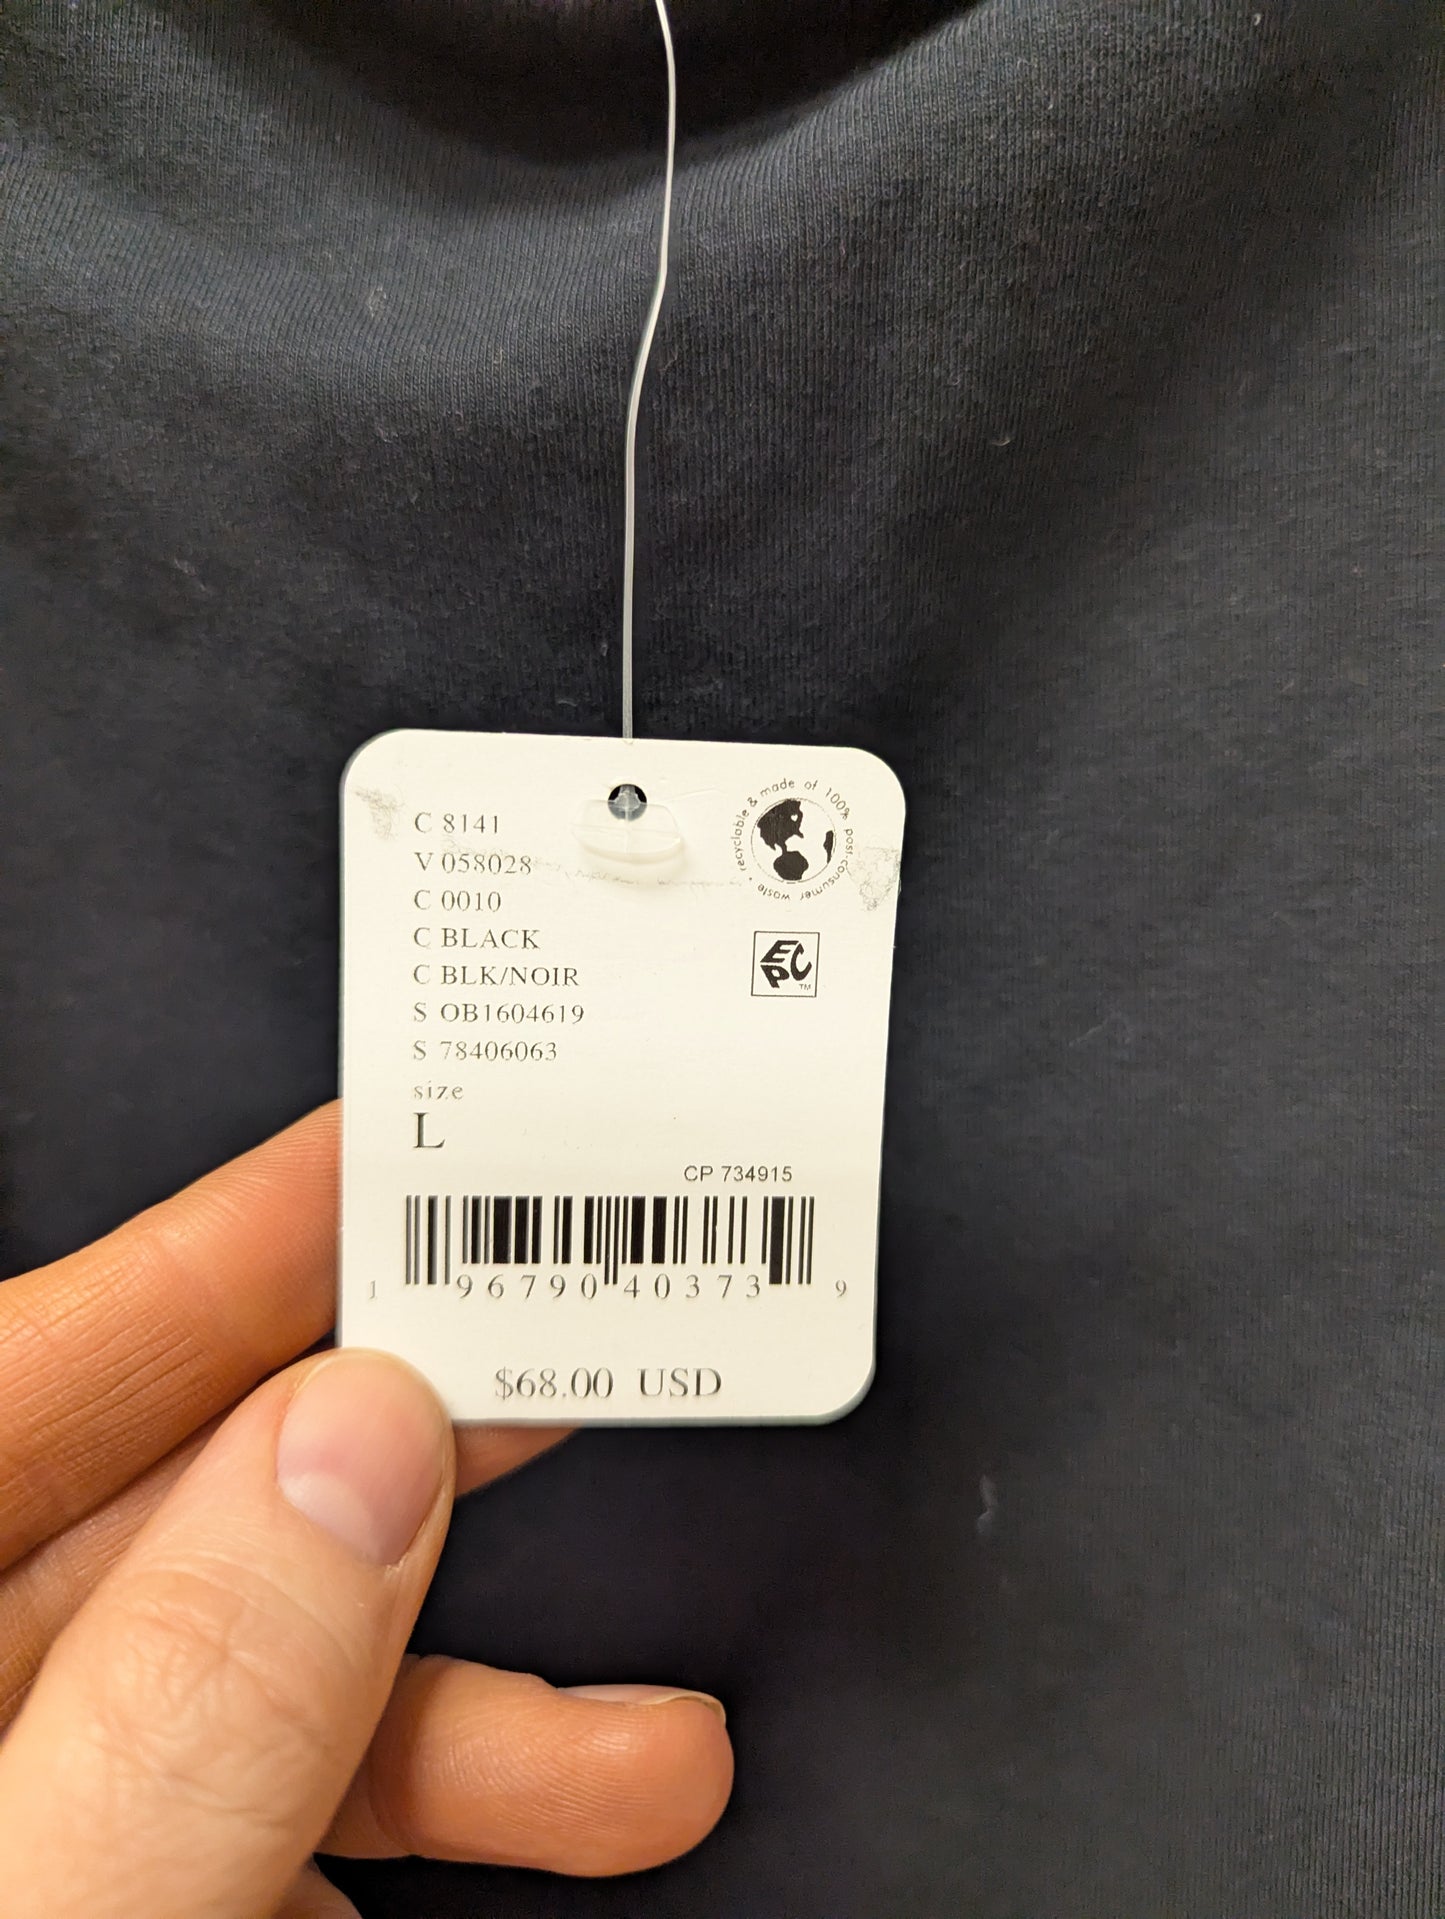 C 8141
V 058028
C 0010
C BLACK
C BLK/NOIR
S OB1604619
S 78406063
size
L
recyclable & made of 100% post-consumer waste •
EPC™
CP 734915
1 96790 40373 9
$68.00 USD